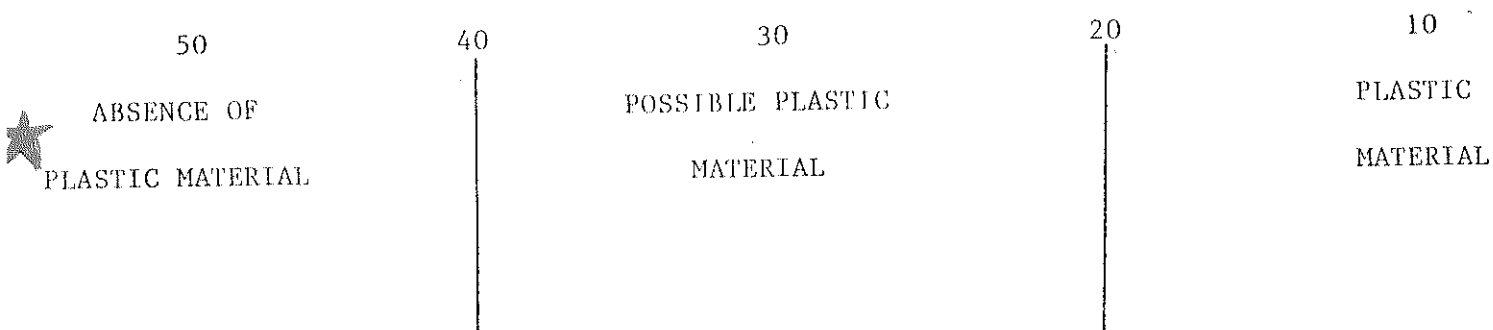 50 40 30 20 10
ABSENCE OF POSSIBLE PLASTIC PLASTIC
PLASTIC MATERIAL MATERIAL MATERIAL